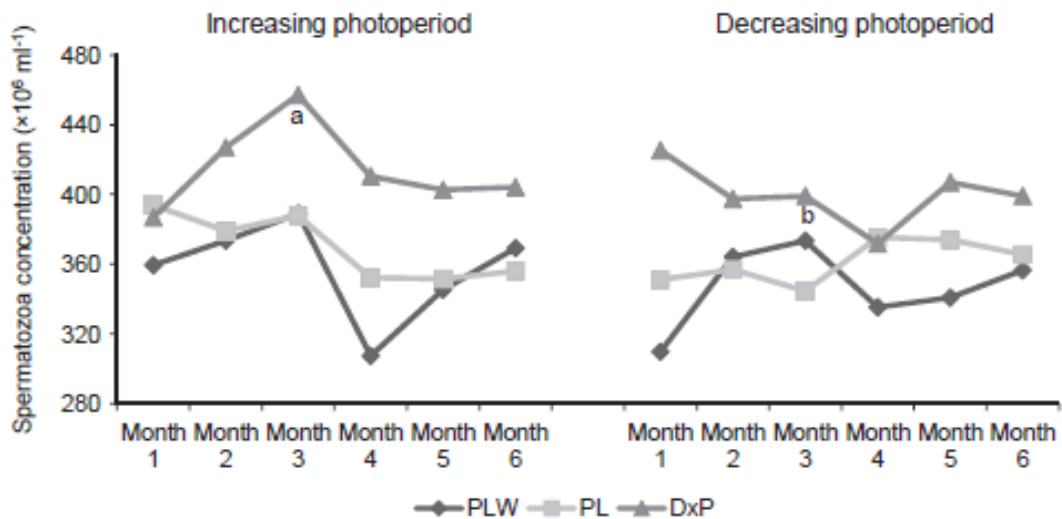 Increasing photoperiod Decreasing photoperiod
Spermatozoa concentration (×10⁶ ml⁻¹)
480
440
400
360
320
280
a
b
Month Month Month Month Month Month Month Month Month Month Month Month
1 2 3 4 5 6 1 2 3 4 5 6
PLW PL DxP